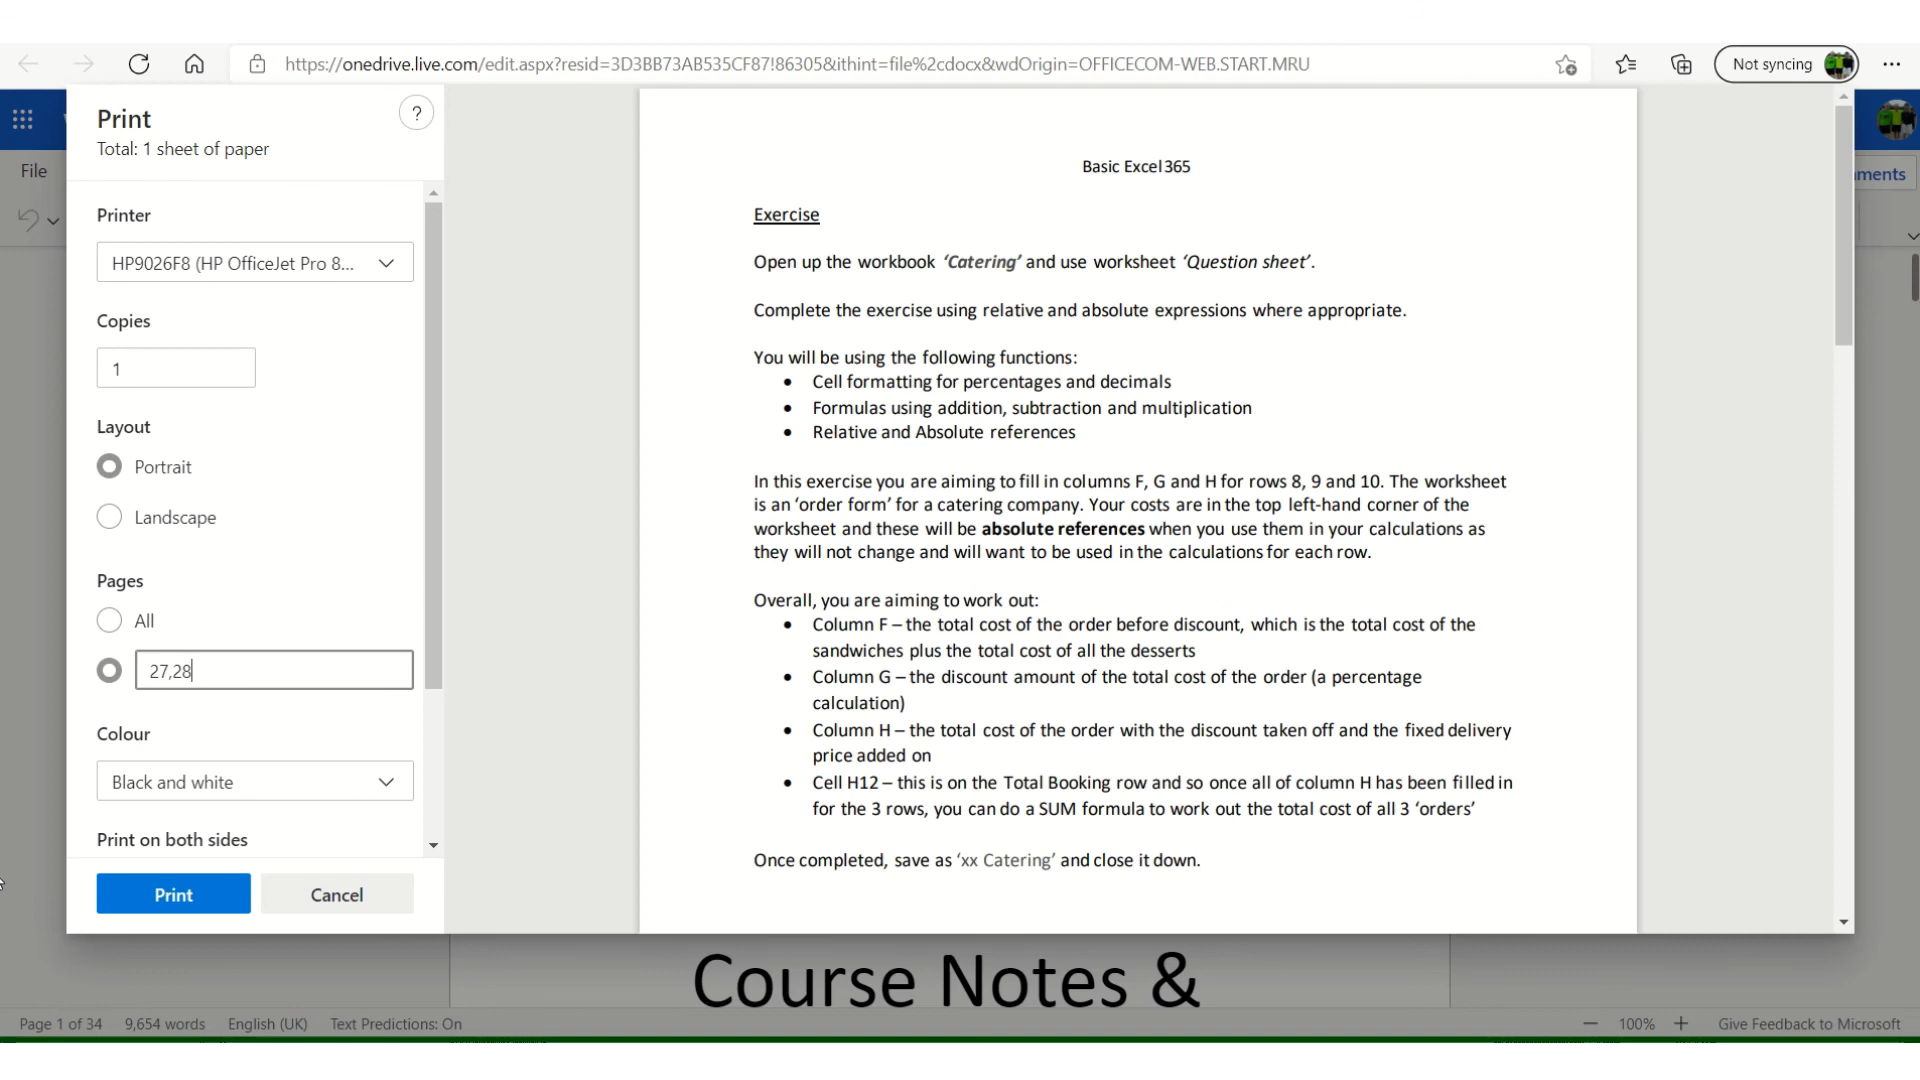 https://onedrive.live.com/edit.aspx?resid=3D3BB73AB535CF87!86305&ithint=file%2cdocx&wdOrigin=OFFICECOM-WEB.START.MRU
Not syncing
Print
?
Total: 1 sheet of paper
File
ments
Printer
HP9026F8 (HP OfficeJet Pro 8...
Copies
1
Layout
Portrait
Landscape
Pages
All
27,28
Colour
Black and white
Print on both sides
Print
Cancel
Basic Excel 365
Exercise
Open up the workbook ‘Catering’ and use worksheet ‘Question sheet’.
Complete the exercise using relative and absolute expressions where appropriate.
You will be using the following functions:
• Cell formatting for percentages and decimals
• Formulas using addition, subtraction and multiplication
• Relative and Absolute references
In this exercise you are aiming to fill in columns F, G and H for rows 8, 9 and 10. The worksheet
is an ‘order form’ for a catering company. Your costs are in the top left-hand corner of the
worksheet and these will be absolute references when you use them in your calculations as
they will not change and will want to be used in the calculations for each row.
Overall, you are aiming to work out:
• Column F – the total cost of the order before discount, which is the total cost of the
sandwiches plus the total cost of all the desserts
• Column G – the discount amount of the total cost of the order (a percentage
calculation)
• Column H – the total cost of the order with the discount taken off and the fixed delivery
price added on
• Cell H12 – this is on the Total Booking row and so once all of column H has been filled in
for the 3 rows, you can do a SUM formula to work out the total cost of all 3 ‘orders’
Once completed, save as ‘xx Catering’ and close it down.
Course Notes &
Page 1 of 34 9,654 words English (UK) Text Predictions: On
100% Give Feedback to Microsoft